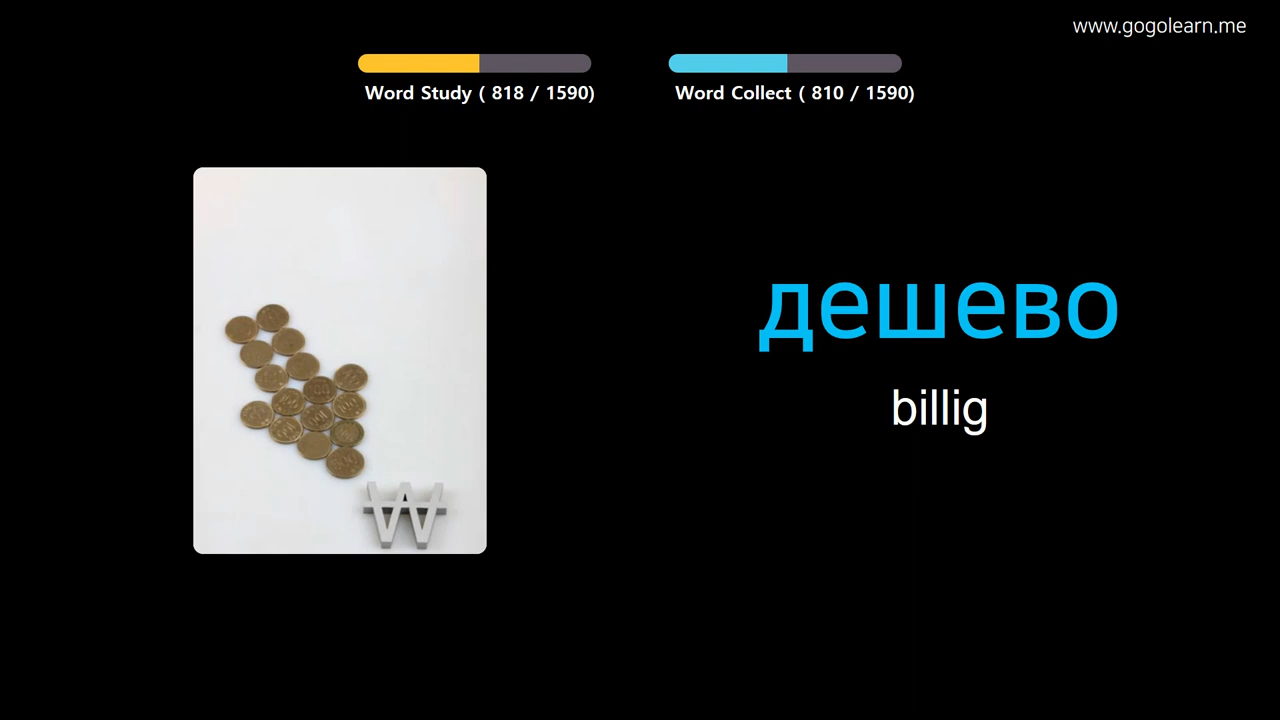 www.gogolearn.me
Word Study ( 818 / 1590)
Word Collect ( 810 / 1590)
дешево
billig
₩